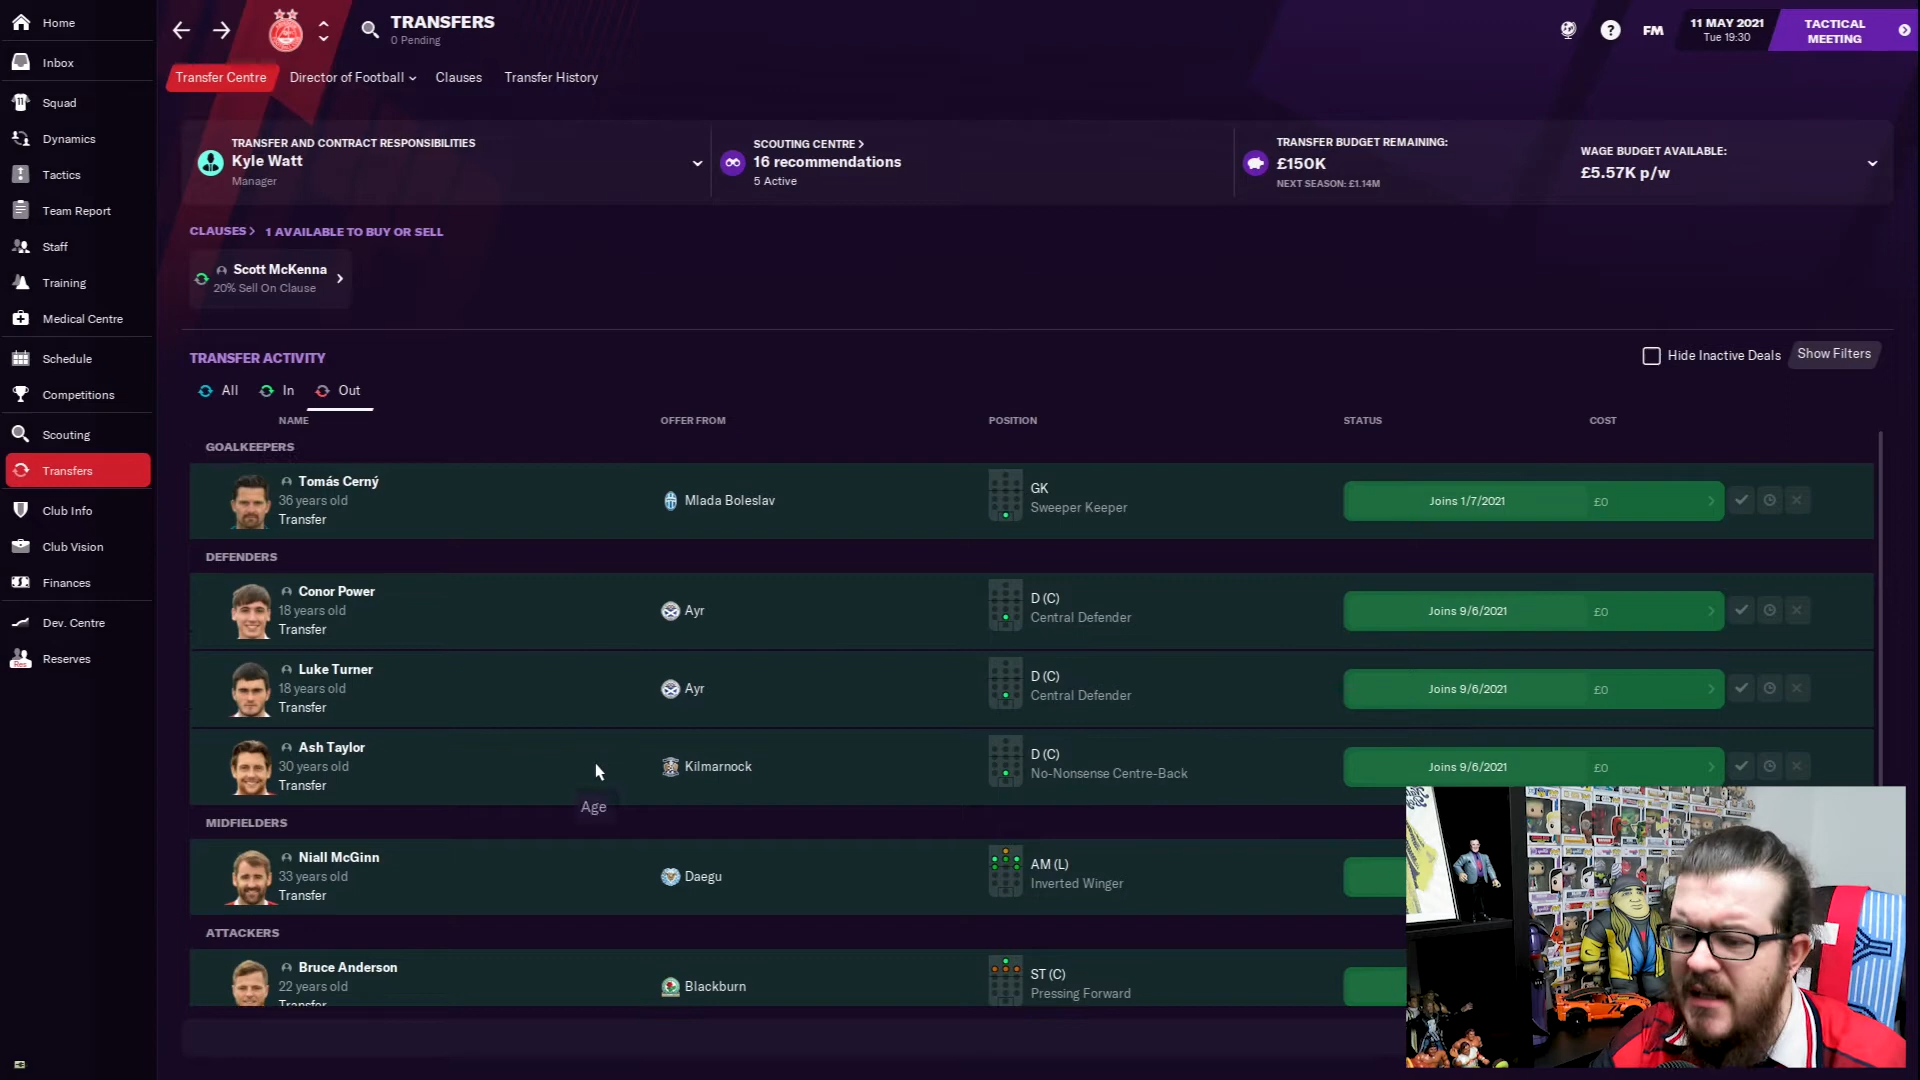 Home
Inbox
Squad
Dynamics
Tactics
Team Report
Staff
Training
Medical Centre
Schedule
Competitions
Scouting
Transfers
Club Info
Club Vision
Finances
Dev. Centre
Reserves
TRANSFERS
0 Pending
FM
11 MAY 2021
Tue 19:30
TACTICAL
MEETING
Transfer Centre
Director of Football
Clauses
Transfer History
TRANSFER AND CONTRACT RESPONSIBILITIES
Kyle Watt
Manager
SCOUTING CENTRE >
16 recommendations
5 Active
TRANSFER BUDGET REMAINING:
£150K
NEXT SEASON: £1.14M
WAGE BUDGET AVAILABLE:
£5.57K p/w
CLAUSES > 1 AVAILABLE TO BUY OR SELL
Scott McKenna
20% Sell On Clause
TRANSFER ACTIVITY
Hide Inactive Deals
Show Filters
All In Out
NAME OFFER FROM POSITION STATUS COST
GOALKEEPERS
Tomás Cerný
36 years old
Transfer
Mlada Boleslav
GK
Sweeper Keeper
Joins 1/7/2021 £0
DEFENDERS
Conor Power
18 years old
Transfer
Ayr
D (C)
Central Defender
Joins 9/6/2021 £0
Luke Turner
18 years old
Transfer
Ayr
D (C)
Central Defender
Joins 9/6/2021 £0
Ash Taylor
30 years old
Transfer
Kilmarnock
D (C)
No-Nonsense Centre-Back
Joins 9/6/2021 £0
Age
MIDFIELDERS
Niall McGinn
33 years old
Transfer
Daegu
AM (L)
Inverted Winger
ATTACKERS
Bruce Anderson
22 years old
Transfer
Blackburn
ST (C)
Pressing Forward